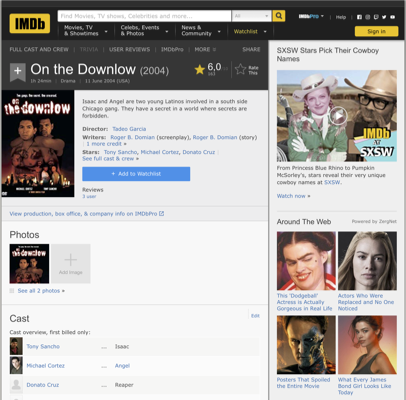 IMDb
Find Movies, TV shows, Celebrities and more...
All
IMDbPro
Help
Movies, TV
& Showtimes
Celebs, Events
& Photos
News &
Community
Watchlist
Sign in
FULL CAST AND CREW | TRIVIA | USER REVIEWS | IMDbPro | MORE
SHARE
On the Downlow (2004)
1h 24min | Drama | 11 June 2004 (USA)
6,0
Rate
This
on the downlow
Isaac and Angel are two young Latinos involved in a south side
Chicago gang. They have a secret in a world where secrets are
forbidden.
Director: Tadeo Garcia
Writers: Roger B. Domian (screenplay), Roger B. Domian (story)
| 1 more credit »
Stars: Tony Sancho, Michael Cortez, Donato Cruz |
See full cast & crew »
+ Add to Watchlist
Reviews
1 user
View production, box office, & company info on IMDbPro
Photos
on the downlow
Add Image
See all 2 photos »
Cast
Edit
Cast overview, first billed only:
Tony Sancho ... Isaac
Michael Cortez ... Angel
Donato Cruz ... Reaper
SXSW Stars Pick Their Cowboy
Names
IMDb
AT
SXSW
From Princess Blue Rhino to Pumpkin
McSorley's, stars reveal their very unique
cowboy names at SXSW.
Watch now »
Around The Web
Powered by ZergNet
This 'Dodgeball'
Actress is Actually
Gorgeous in Real Life
Actors Who Were
Replaced and No One
Noticed
Posters That Spoiled
the Entire Movie
What Every James
Bond Girl Looks Like
Today